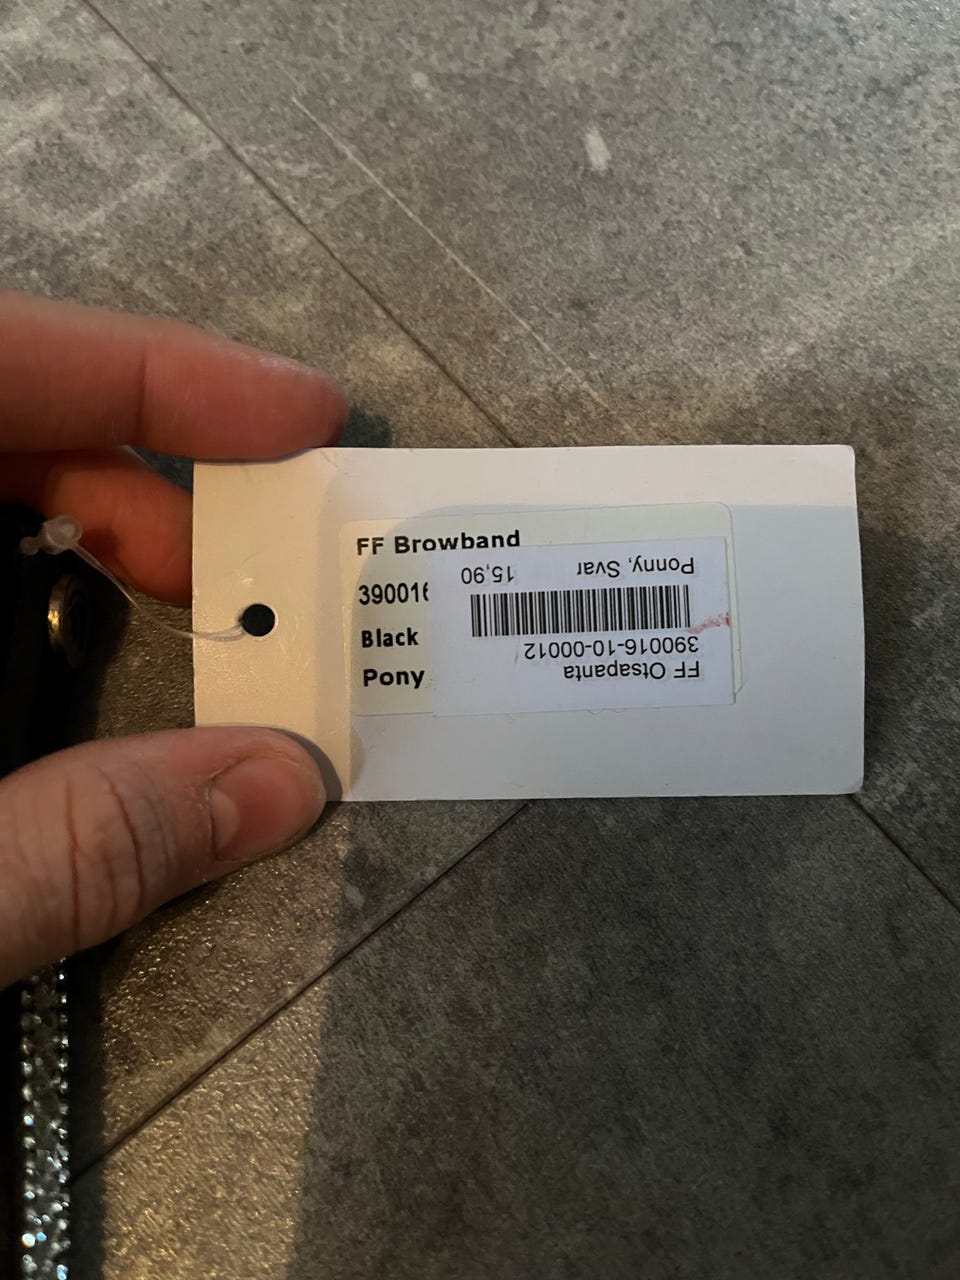 FF Browband
390016
Black
Pony
FF Otsapanta
390016-10-00012
Ponny, Svar 15,90